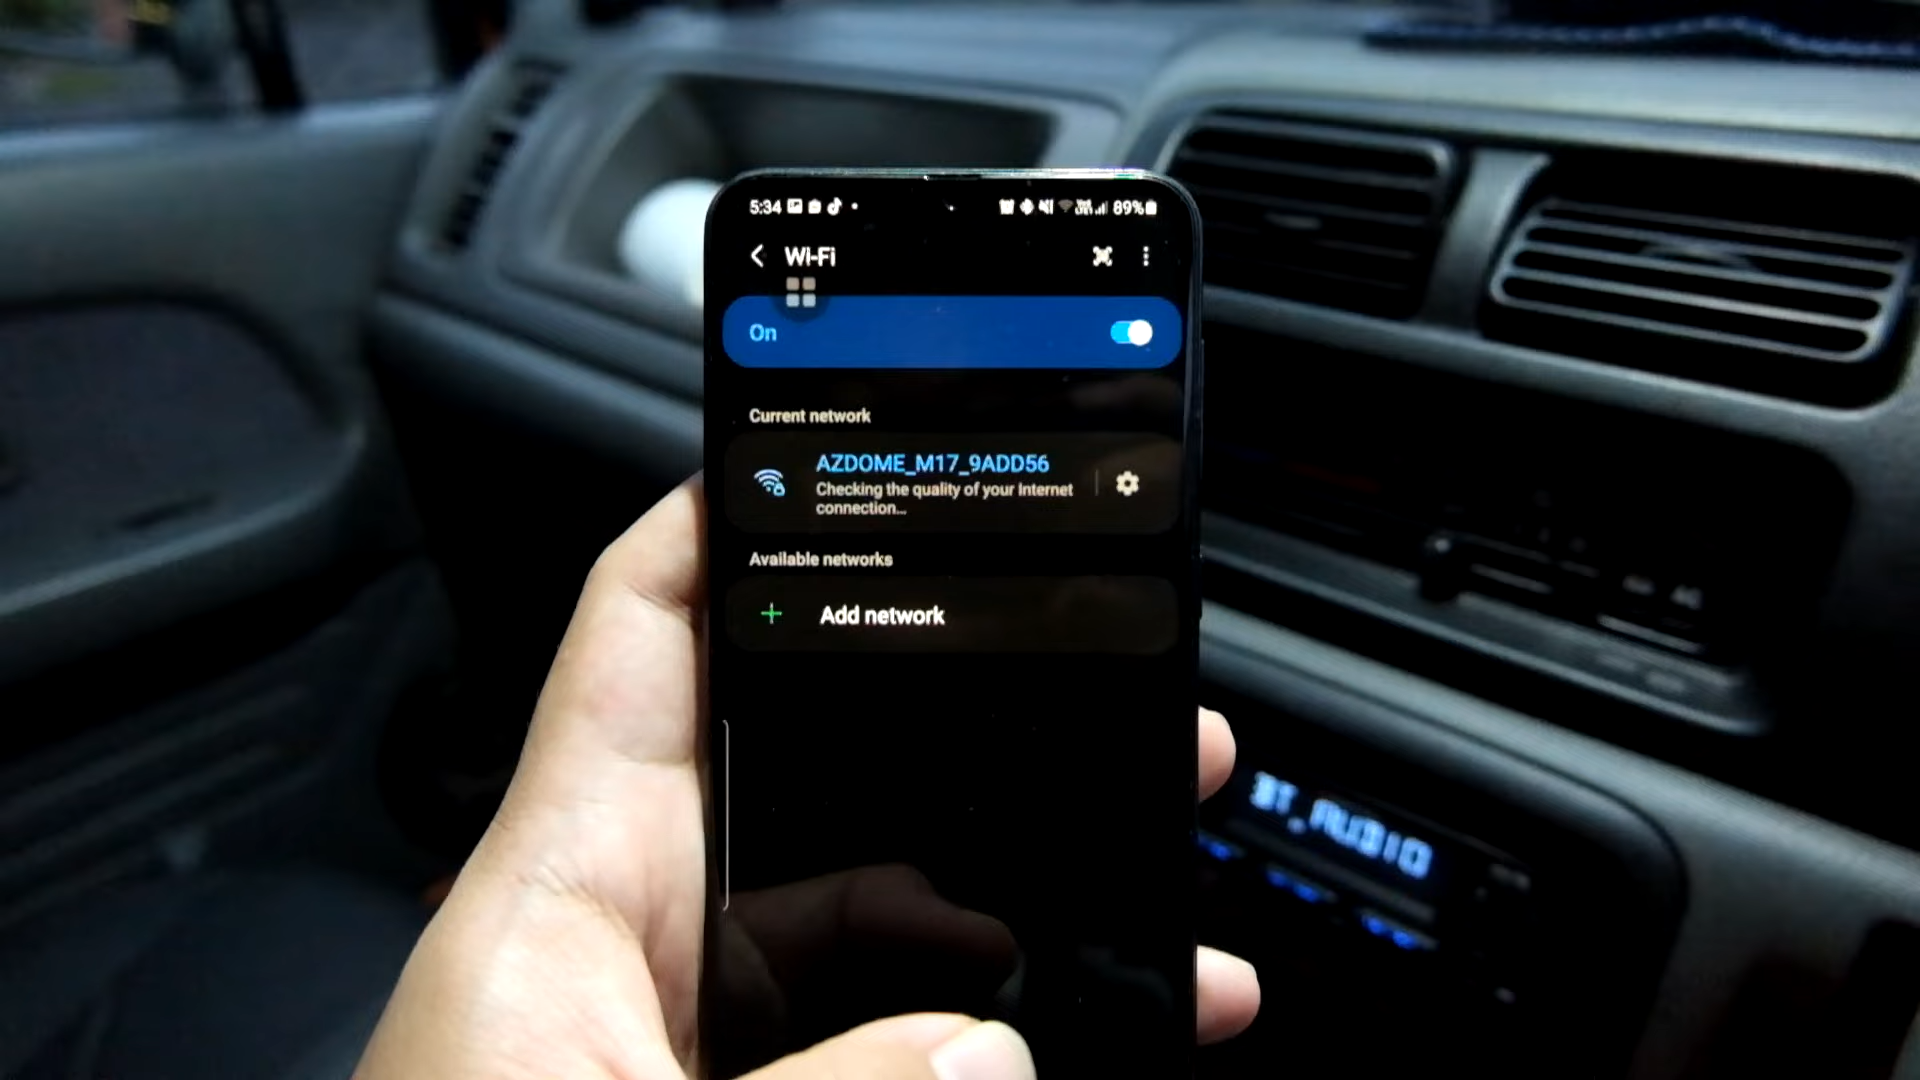 5:34 89%
Wi-Fi
On
Current network
AZDOME_M17_9ADD56
Checking the quality of your Internet
connection...
Available networks
Add network
BT_AUDIO